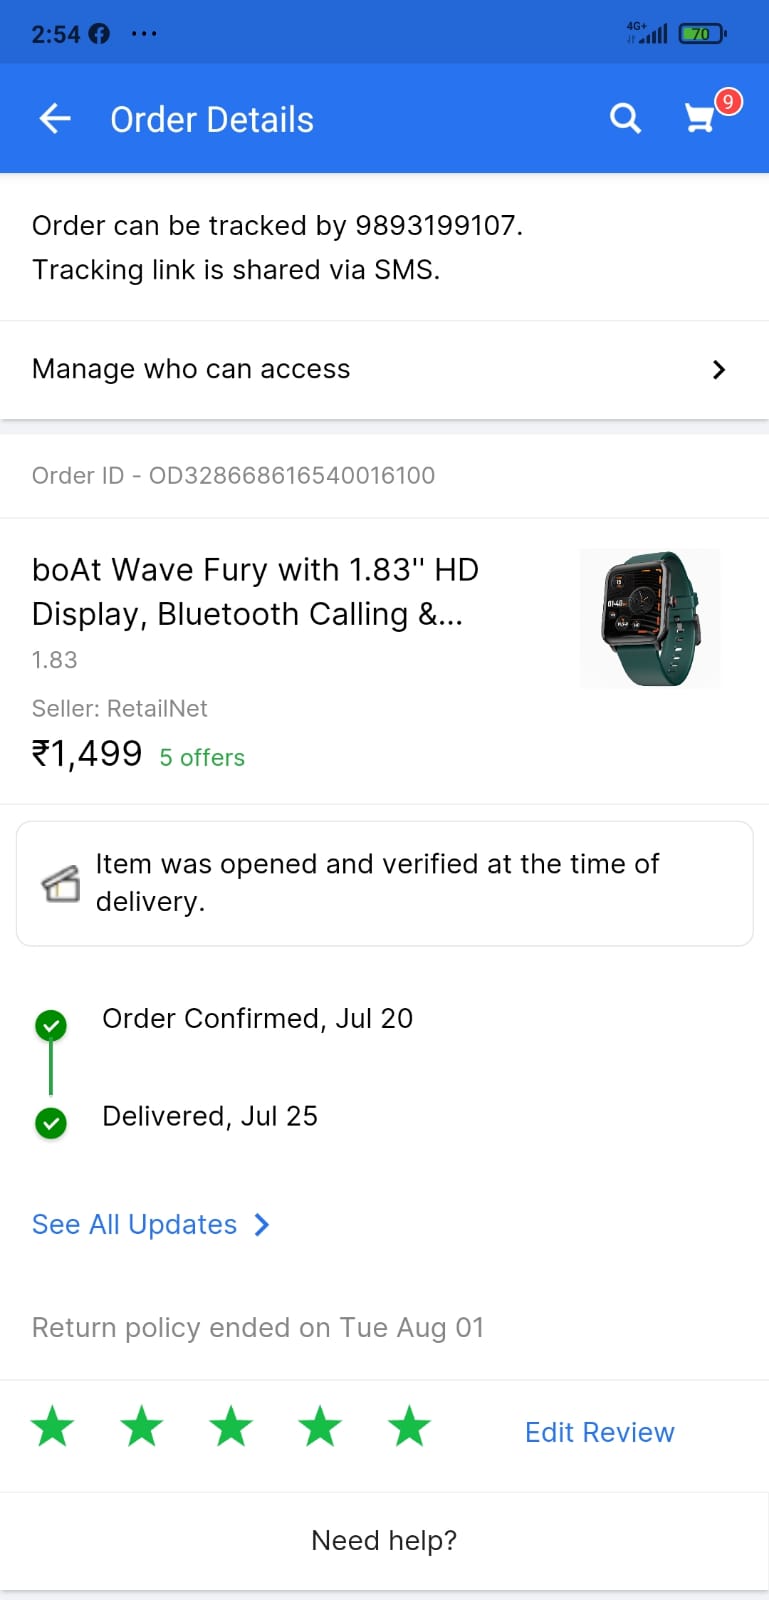 2:54
4G+
70
Order Details
9
Order can be tracked by 9893199107.
Tracking link is shared via SMS.
Manage who can access
Order ID - OD328668616540016100
boAt Wave Fury with 1.83'' HD
Display, Bluetooth Calling &...
1.83
Seller: RetailNet
₹1,499 5 offers
Item was opened and verified at the time of
delivery.
Order Confirmed, Jul 20
Delivered, Jul 25
See All Updates
Return policy ended on Tue Aug 01
Edit Review
Need help?